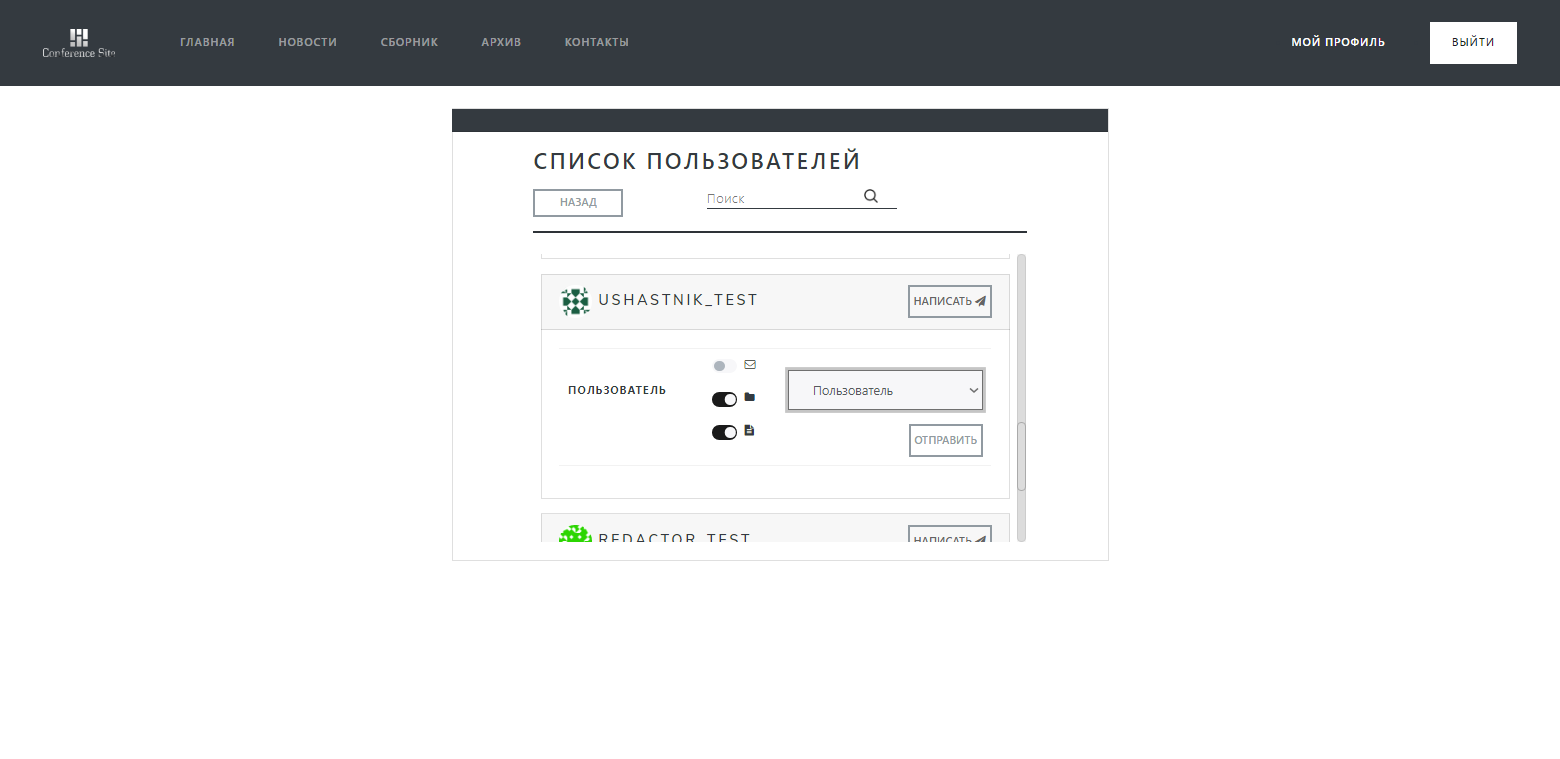 Conference Site
ГЛАВНАЯ НОВОСТИ СБОРНИК АРХИВ КОНТАКТЫ МОЙ ПРОФИЛЬ ВЫЙТИ
СПИСОК ПОЛЬЗОВАТЕЛЕЙ
НАЗАД Поиск
USHASTNIK_TEST НАПИСАТЬ
ПОЛЬЗОВАТЕЛЬ Пользователь
ОТПРАВИТЬ
REDACTOR_TEST НАПИСАТЬ